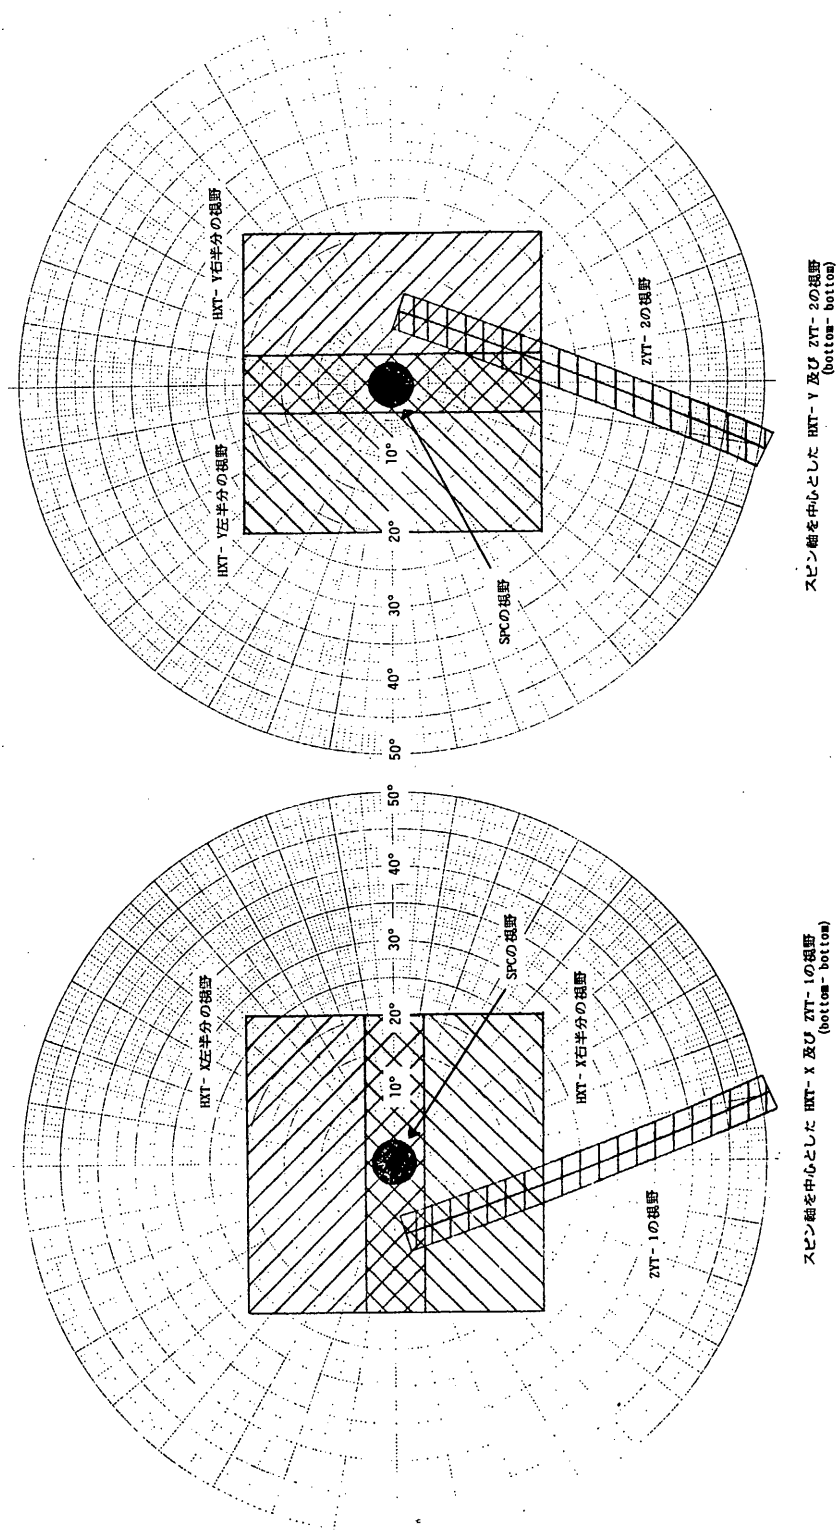 HXT- Y左半分の視野
HXT- Y右半分の視野
10°
20°
30°
40°
50°
SPCの視野
ZYT- 2の視野
スピン軸を中心とした HXT- Y 及び ZYT- 2の視野
(bottom- bottom)
HXT- X左半分の視野
50°
40°
30°
20°
10°
SPCの視野
HXT- X右半分の視野
ZYT- 1の視野
スピン軸を中心とした HXT- X 及び ZYT- 1の視野
(bottom- bottom)